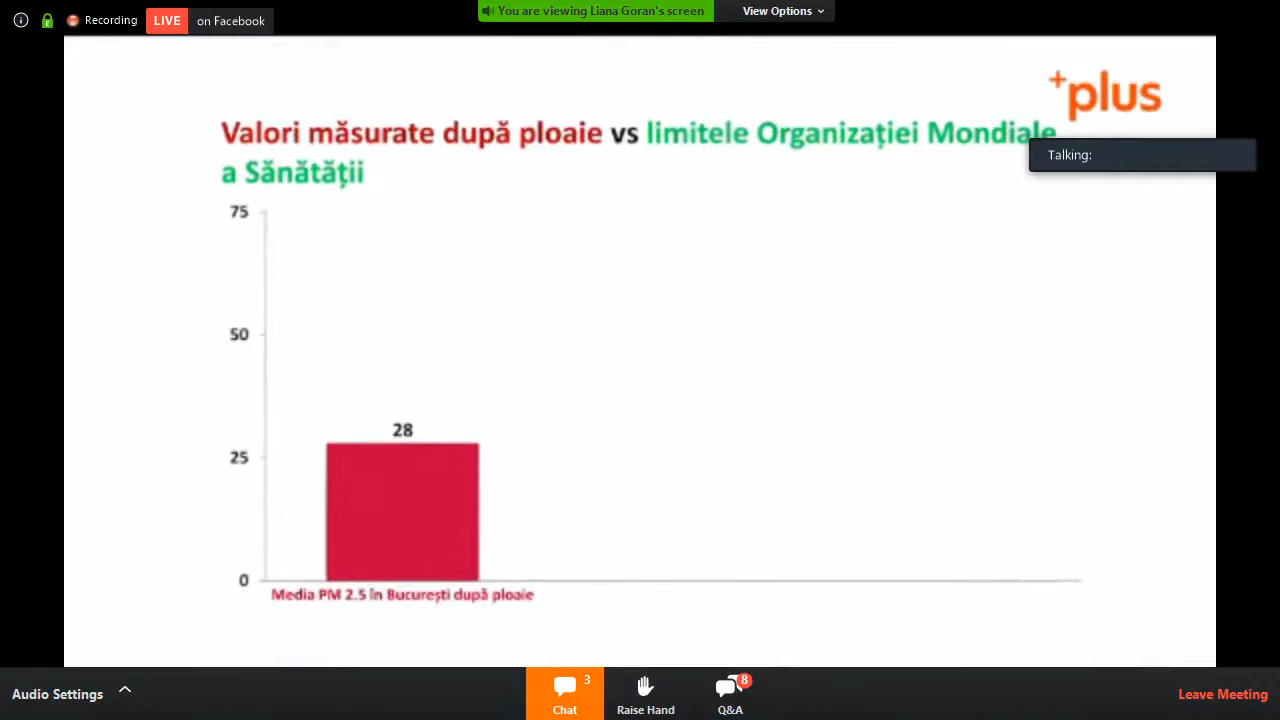 Recording
LIVE on Facebook
You are viewing Liana Goran's screen
View Options
+plus
Valori măsurate după ploaie vs limitele Organizației Mondiale
a Sănătății
Talking:
75
50
28
25
0
Media PM 2.5 în București după ploaie
Audio Settings
Chat 3
Raise Hand
Q&A 8
Leave Meeting